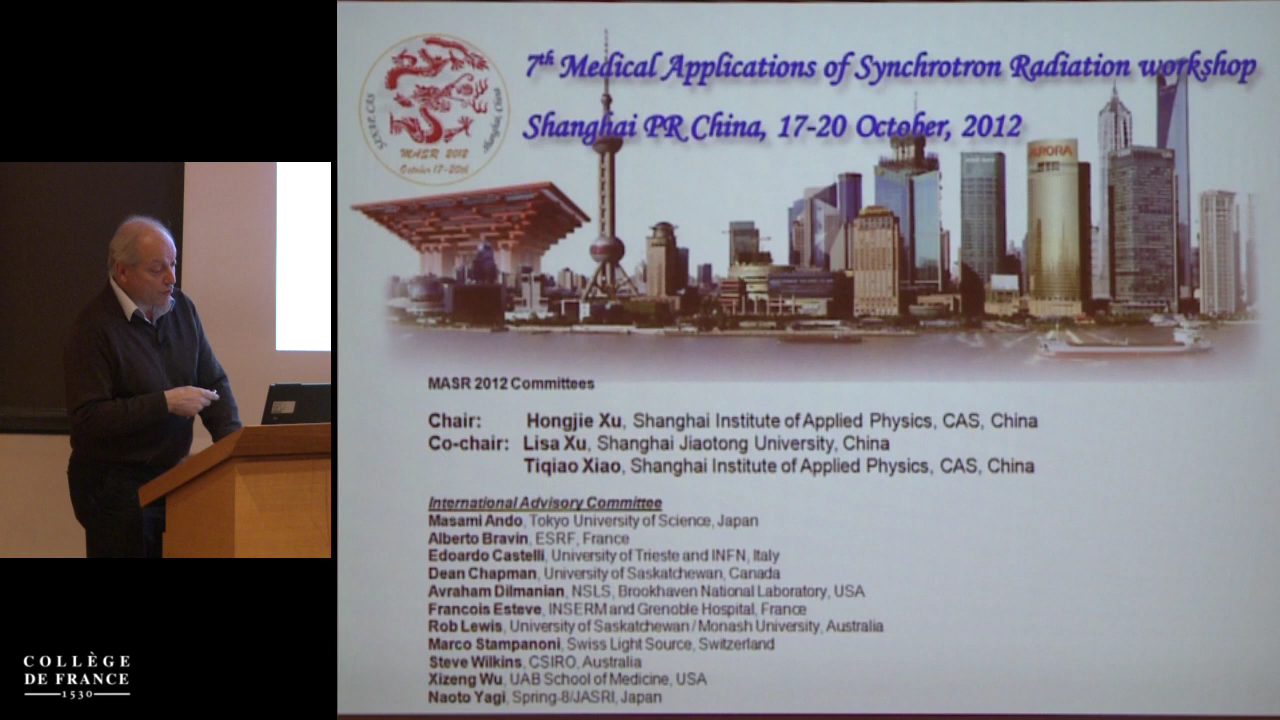 7th Medical Applications of Synchrotron Radiation workshop
Shanghai PR China, 17-20 October, 2012
SINAP, CAS
Shanghai, China
MASR 2012
October 17-20th
AURORA
MASR 2012 Committees
Chair: Hongjie Xu, Shanghai Institute of Applied Physics, CAS, China
Co-chair: Lisa Xu, Shanghai Jiaotong University, China
Tiqiao Xiao, Shanghai Institute of Applied Physics, CAS, China
International Advisory Committee
Masami Ando, Tokyo University of Science, Japan
Alberto Bravin, ESRF, France
Edoardo Castelli, University of Trieste and INFN, Italy
Dean Chapman, University of Saskatchewan, Canada
Avraham Dilmanian, NSLS, Brookhaven National Laboratory, USA
Francois Esteve, INSERM and Grenoble Hospital, France
Rob Lewis, University of Saskatchewan / Monash University, Australia
Marco Stampanoni, Swiss Light Source, Switzerland
Steve Wilkins, CSIRO, Australia
Xizeng Wu, UAB School of Medicine, USA
Naoto Yagi, Spring-8/JASRI, Japan
COLLÈGE
DE FRANCE
1530